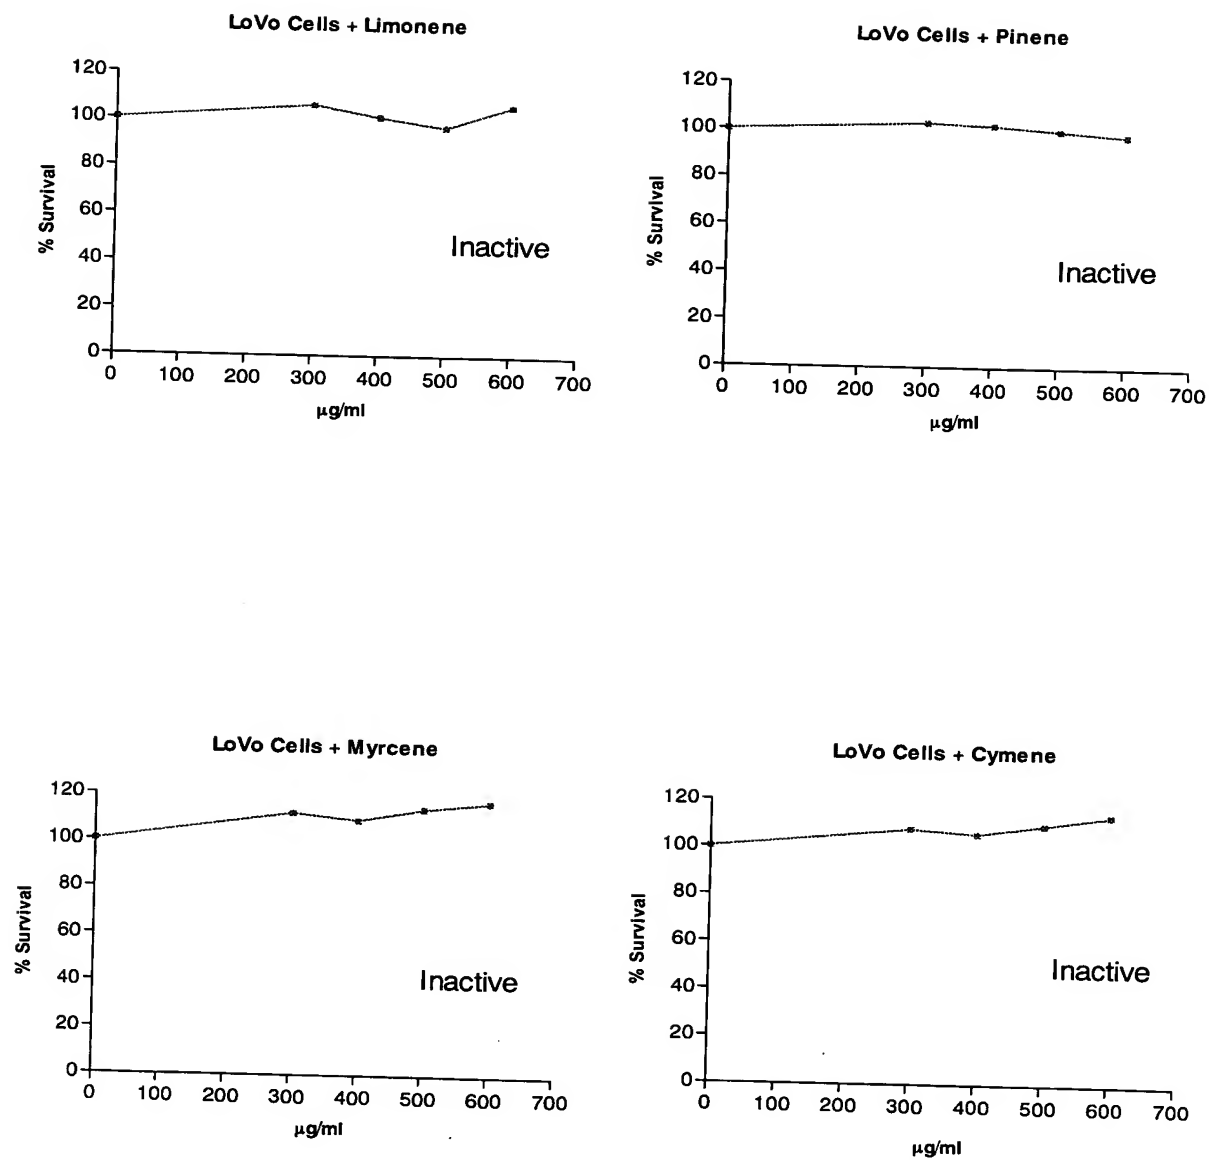 LoVo Cells + Limonene
120
100
80
60
40
20
0
% Survival
Inactive
0 100 200 300 400 500 600 700
µg/ml
LoVo Cells + Pinene
120
100
80
60
40
20
0
% Survival
Inactive
0 100 200 300 400 500 600 700
µg/ml
LoVo Cells + Myrcene
120
100
80
60
40
20
0
% Survival
Inactive
0 100 200 300 400 500 600 700
µg/ml
LoVo Cells + Cymene
120
100
80
60
40
20
0
% Survival
Inactive
0 100 200 300 400 500 600 700
µg/ml